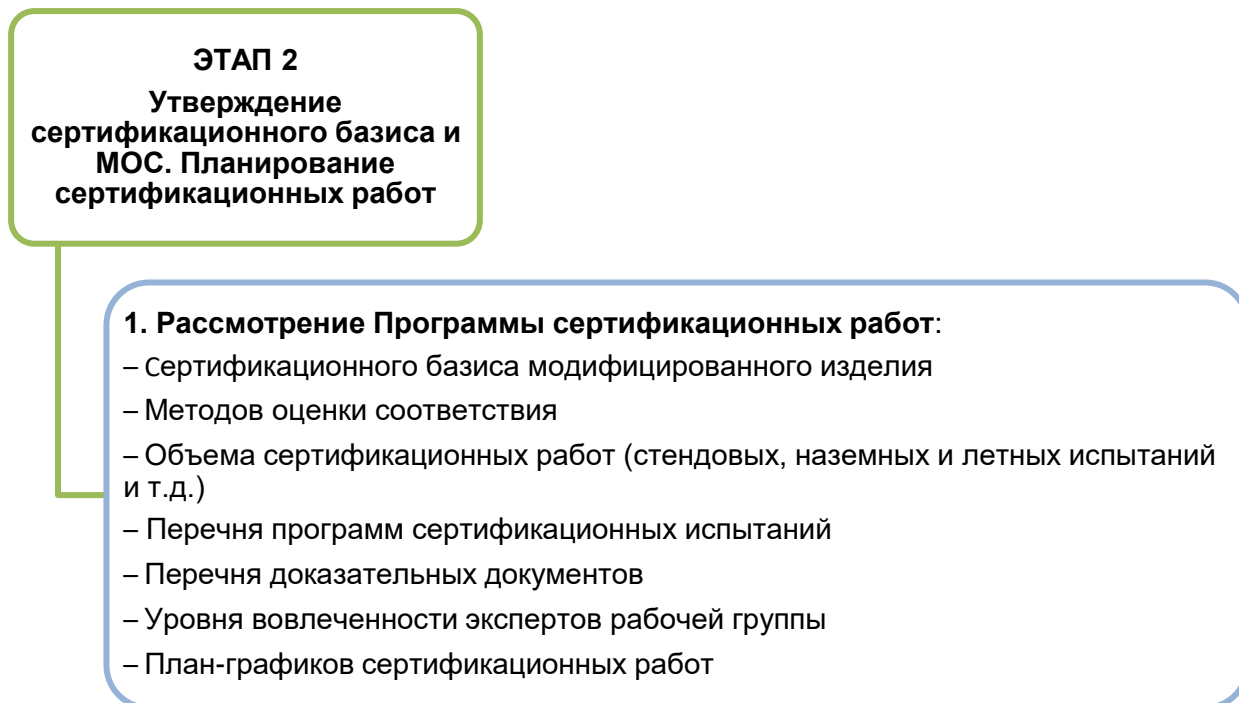 ЭТАП 2
Утверждение
сертификационного базиса и
МОС. Планирование
сертификационных работ
1. Рассмотрение Программы сертификационных работ:
– Сертификационного базиса модифицированного изделия
– Методов оценки соответствия
– Объема сертификационных работ (стендовых, наземных и летных испытаний
и т.д.)
– Перечня программ сертификационных испытаний
– Перечня доказательных документов
– Уровня вовлеченности экспертов рабочей группы
– План-графиков сертификационных работ